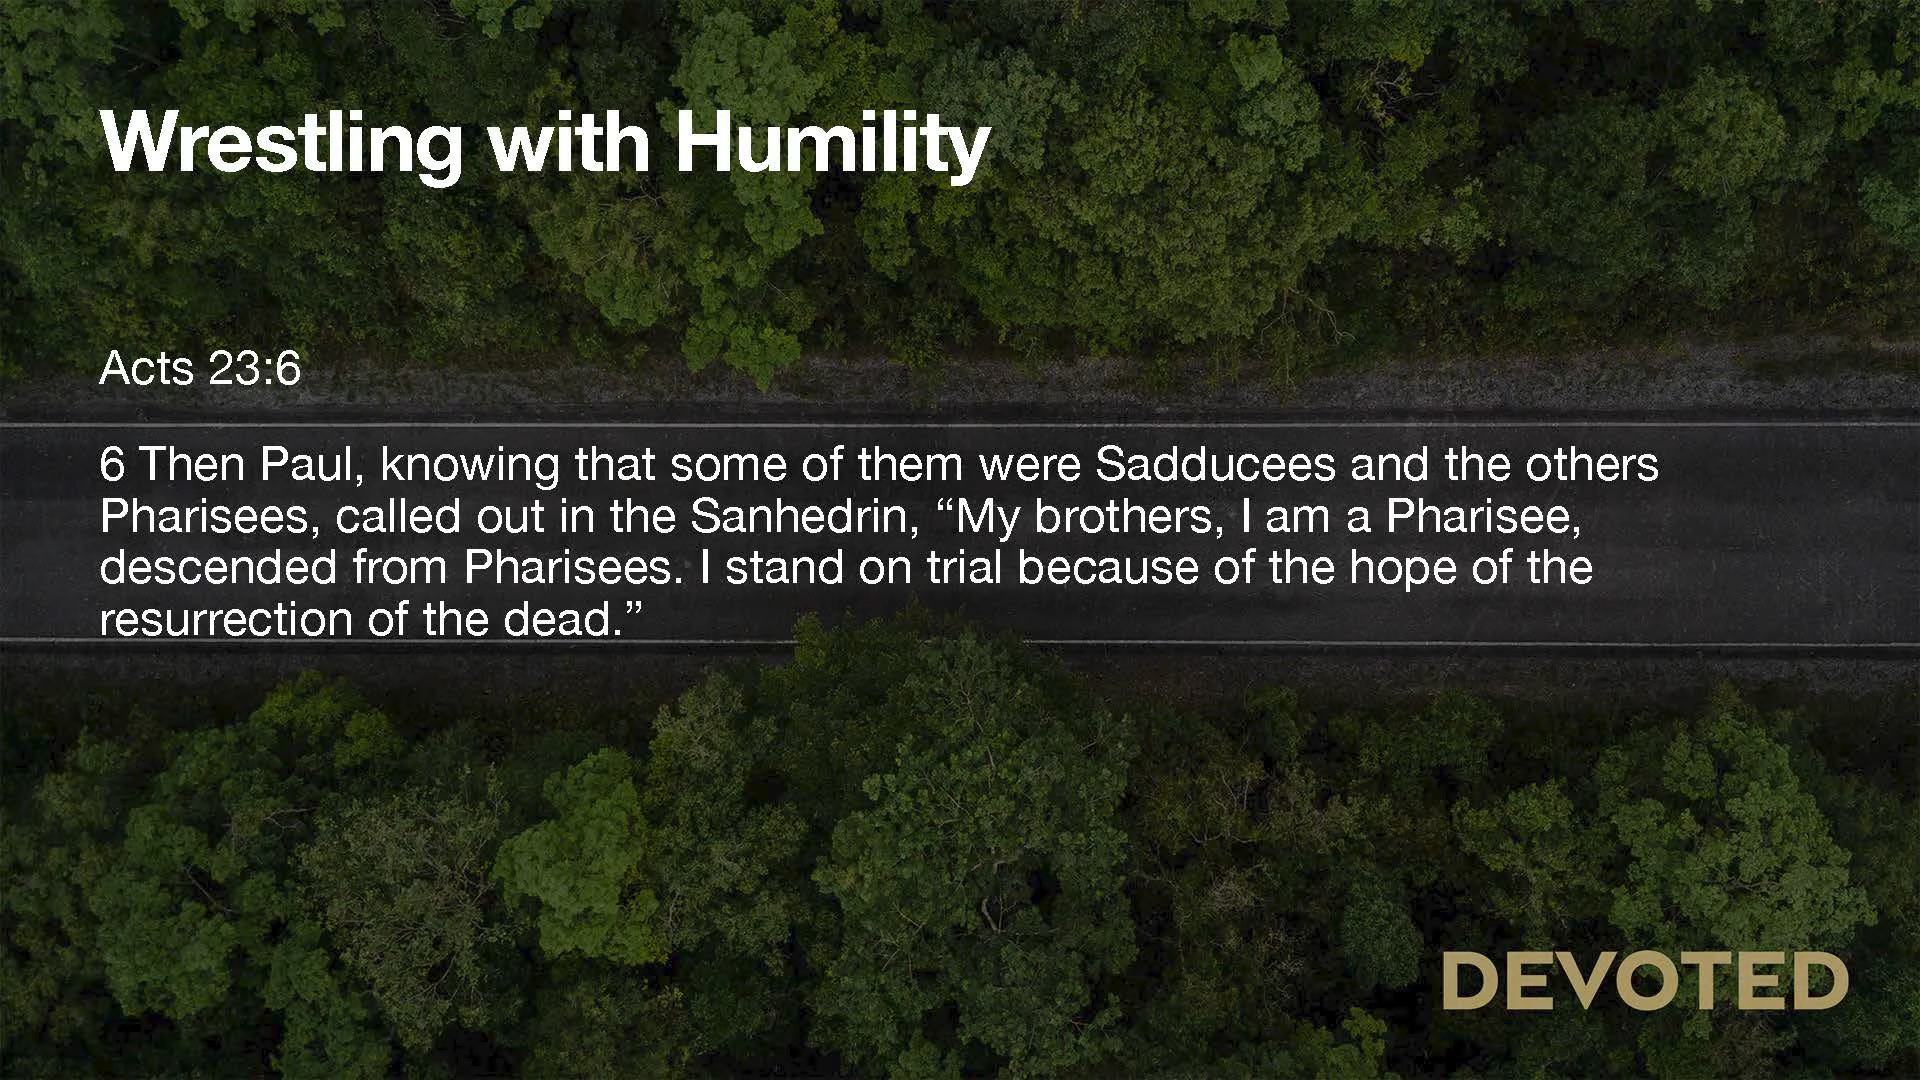 Wrestling with Humility
Acts 23:6
6 Then Paul, knowing that some of them were Sadducees and the others
Pharisees, called out in the Sanhedrin, “My brothers, I am a Pharisee,
descended from Pharisees. I stand on trial because of the hope of the
resurrection of the dead.”
DEVOTED